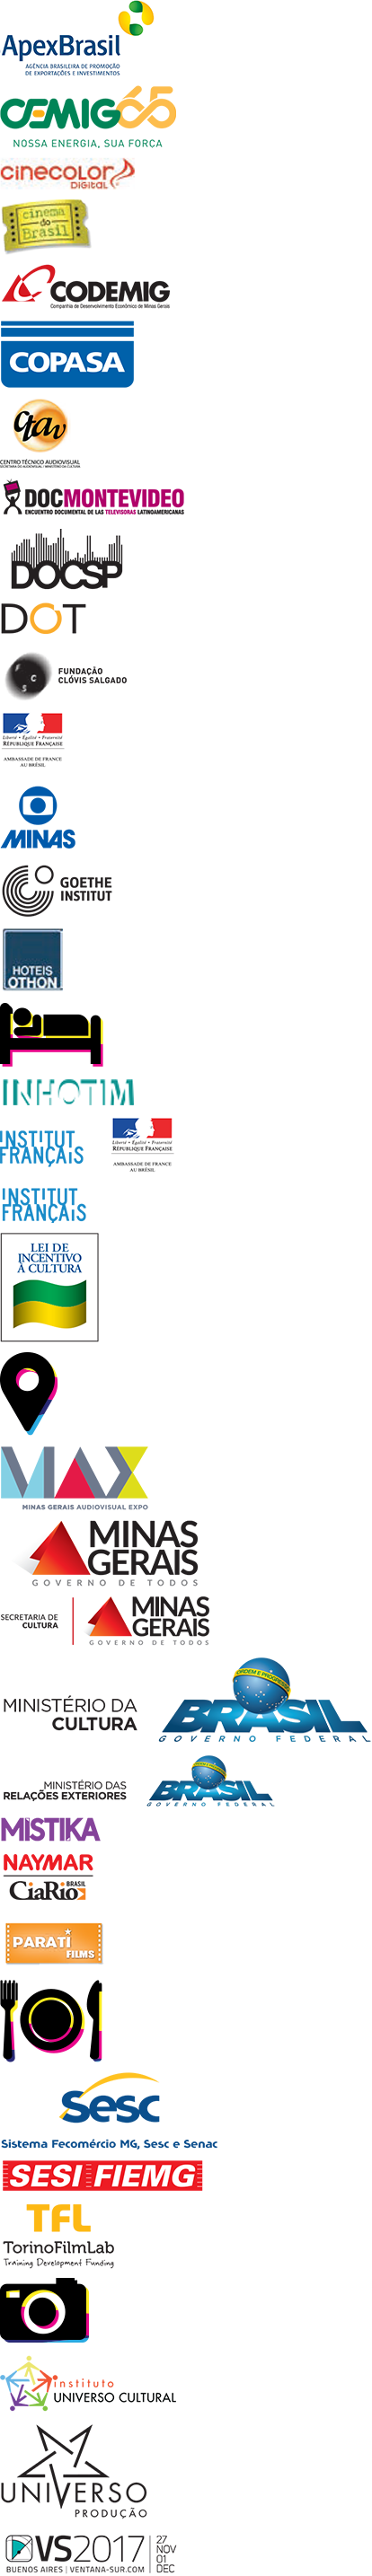 ApexBrasil
AGÊNCIA BRASILEIRA DE PROMOÇÃO
DE EXPORTAÇÕES E INVESTIMENTOS
CEMIG 65
NOSSA ENERGIA, SUA FORÇA
cinecolor
DIGITAL
cinema
do
Brasil
CODEMIG
Companhia de Desenvolvimento Econômico de Minas Gerais
COPASA
ctav
CENTRO TÉCNICO AUDIOVISUAL
SECRETARIA DO AUDIOVISUAL / MINISTÉRIO DA CULTURA
DOCMONTEVIDEO
ENCUENTRO DOCUMENTAL DE LAS TELEVISORAS LATINOAMERICANAS
DOCSP
DOT
F
C
S
FUNDAÇÃO
CLÓVIS SALGADO
Liberté • Égalité • Fraternité
RÉPUBLIQUE FRANÇAISE
AMBASSADE DE FRANCE
AU BRÉSIL
MINAS
GOETHE
INSTITUT
HOTEIS
OTHON
INHOTIM
INSTITUT
FRANÇAIS
Liberté • Égalité • Fraternité
RÉPUBLIQUE FRANÇAISE
AMBASSADE DE FRANCE
AU BRÉSIL
INSTITUT
FRANÇAIS
LEI DE
INCENTIVO
À CULTURA
MAX
MINAS GERAIS AUDIOVISUAL EXPO
MINAS
GERAIS
GOVERNO DE TODOS
SECRETARIA DE
CULTURA
MINAS
GERAIS
GOVERNO DE TODOS
MINISTÉRIO DA
CULTURA
ORDEM E PROGRESSO
BRASIL
GOVERNO FEDERAL
MINISTÉRIO DAS
RELAÇÕES EXTERIORES
BRASIL
GOVERNO FEDERAL
MISTIKA
NAYMAR
CiaRio
BRASIL
PARATI
FILMS
Sesc
Sistema Fecomércio MG, Sesc e Senac
SESI FIEMG
TFL
TorinoFilmLab
Training Development Funding
instituto
UNIVERSO CULTURAL
UNIVERSO
PRODUÇÃO
VS2017
27
NOV
01
DEC
BUENOS AIRES | VENTANA-SUR.COM